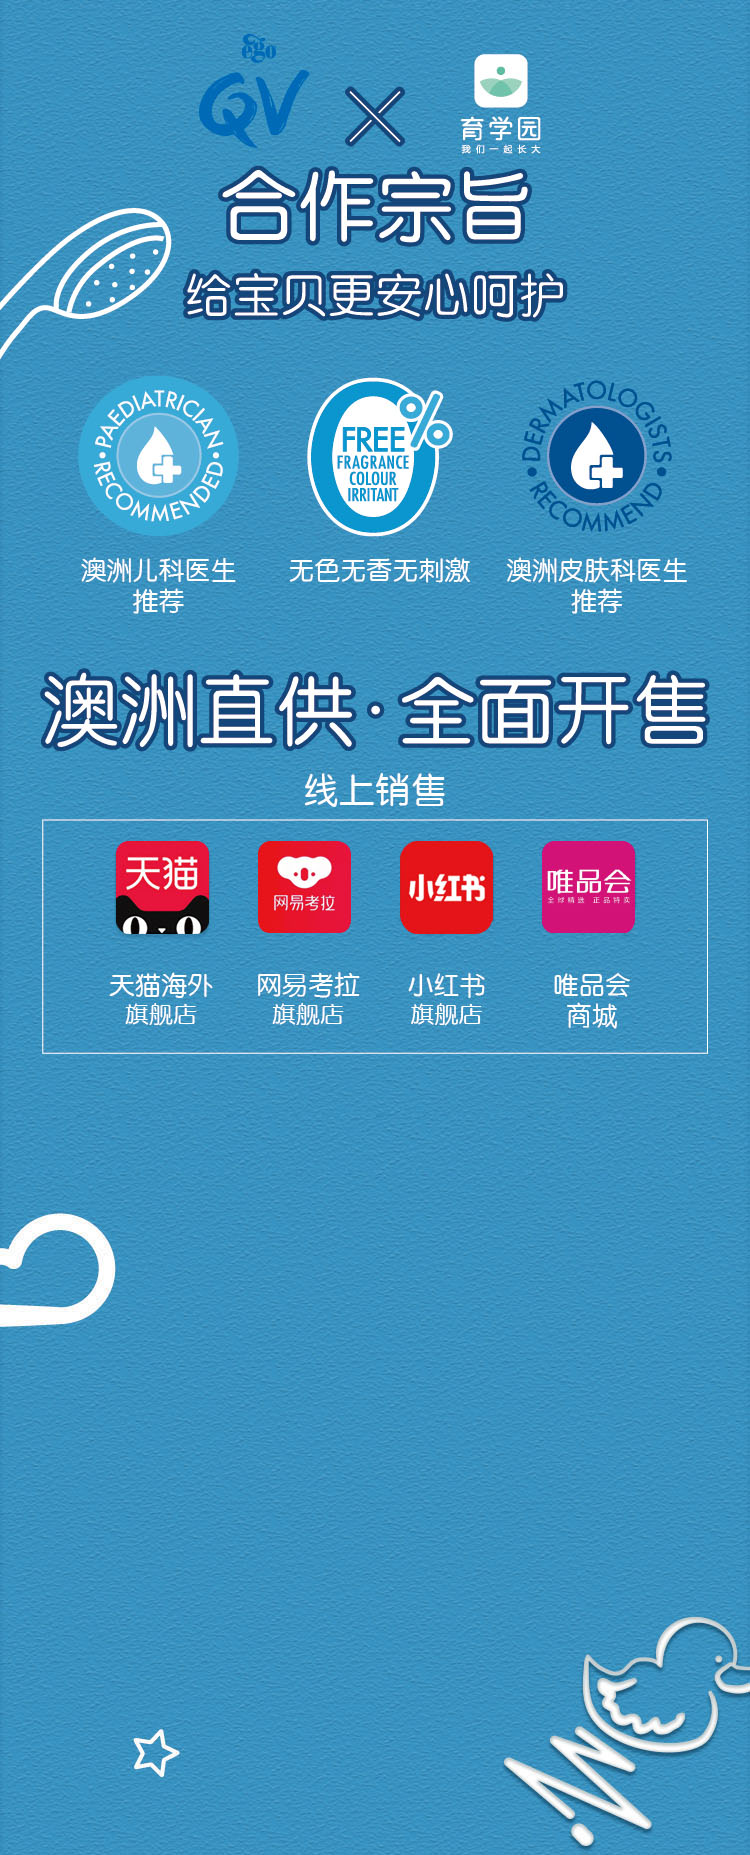 ego
QV
育学园
我们一起长大
合作宗旨
给宝贝更安心呵护
PAEDIATRICIAN RECOMMENDED
FREE
FRAGRANCE
COLOUR
IRRITANT
%
DERMATOLOGISTS RECOMMEND
澳洲儿科医生
推荐
无色无香无刺激
澳洲皮肤科医生
推荐
澳洲直供·全面开售
线上销售
天猫
网易考拉
小红书
唯品会
全球精选 正品特卖
天猫海外
旗舰店
网易考拉
旗舰店
小红书
旗舰店
唯品会
商城